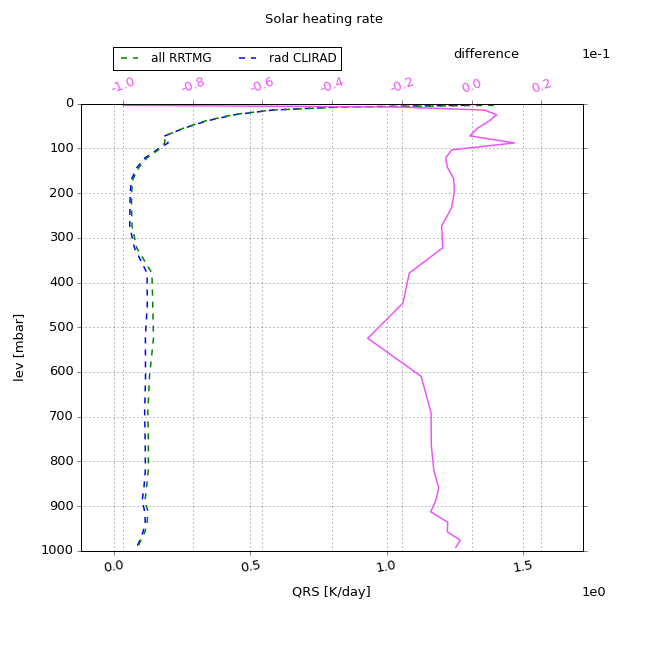 Solar heating rate
all RRTMG rad CLIRAD difference 1e-1
-1.0 -0.8 -0.6 -0.4 -0.2 0.0 0.2
0
100
200
300
400
500
600
700
800
900
1000
lev [mbar]
0.0 0.5 1.0 1.5
QRS [K/day] 1e0